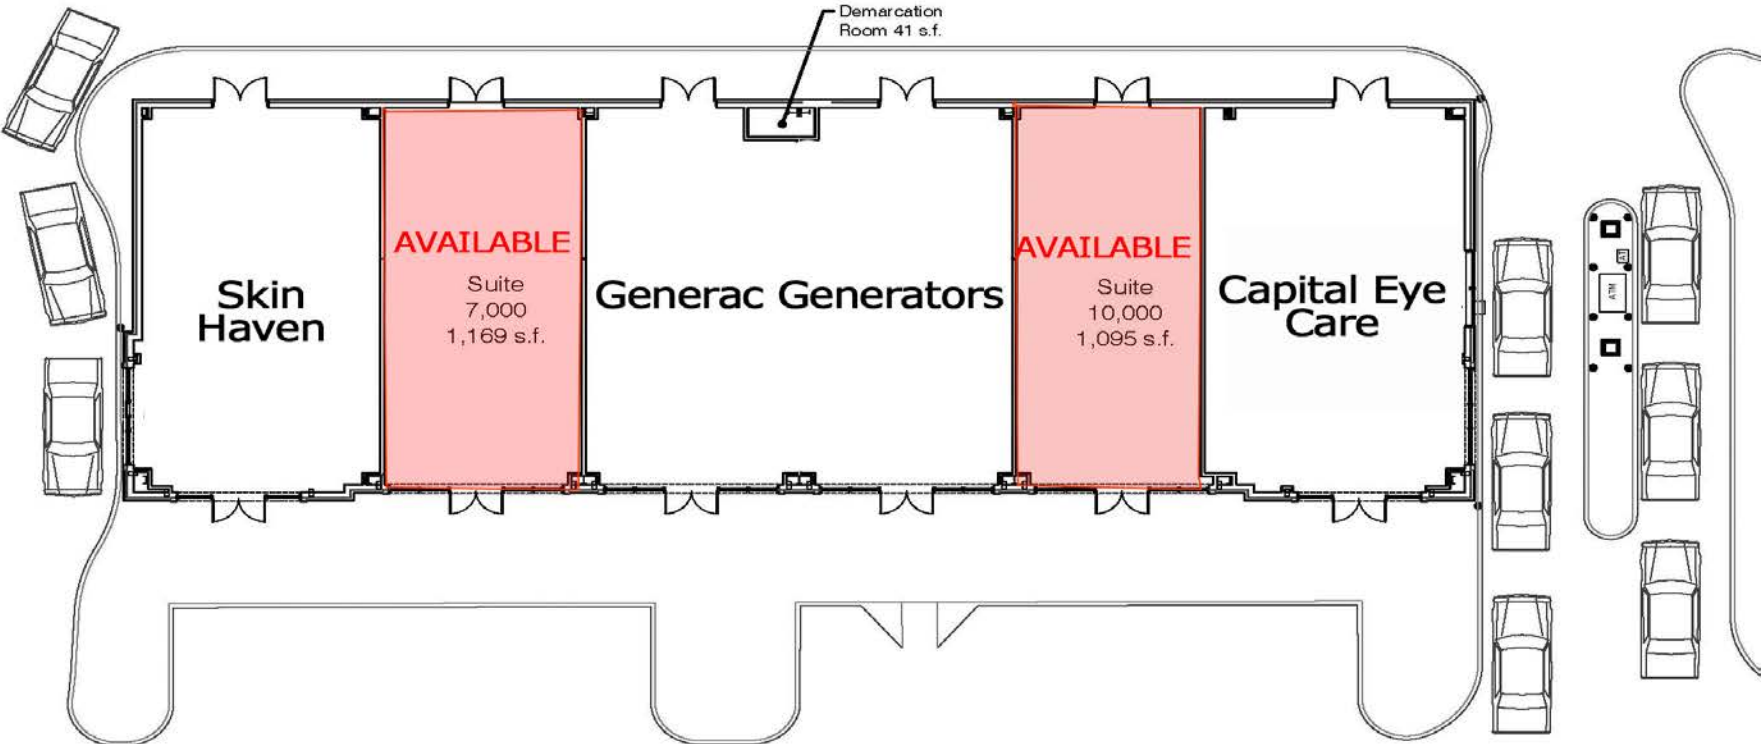 Demarcation
Room 41 s.f.
Skin
Haven
AVAILABLE
Suite
7,000
1,169 s.f.
Generac Generators
AVAILABLE
Suite
10,000
1,095 s.f.
Capital Eye
Care
AT
ATM